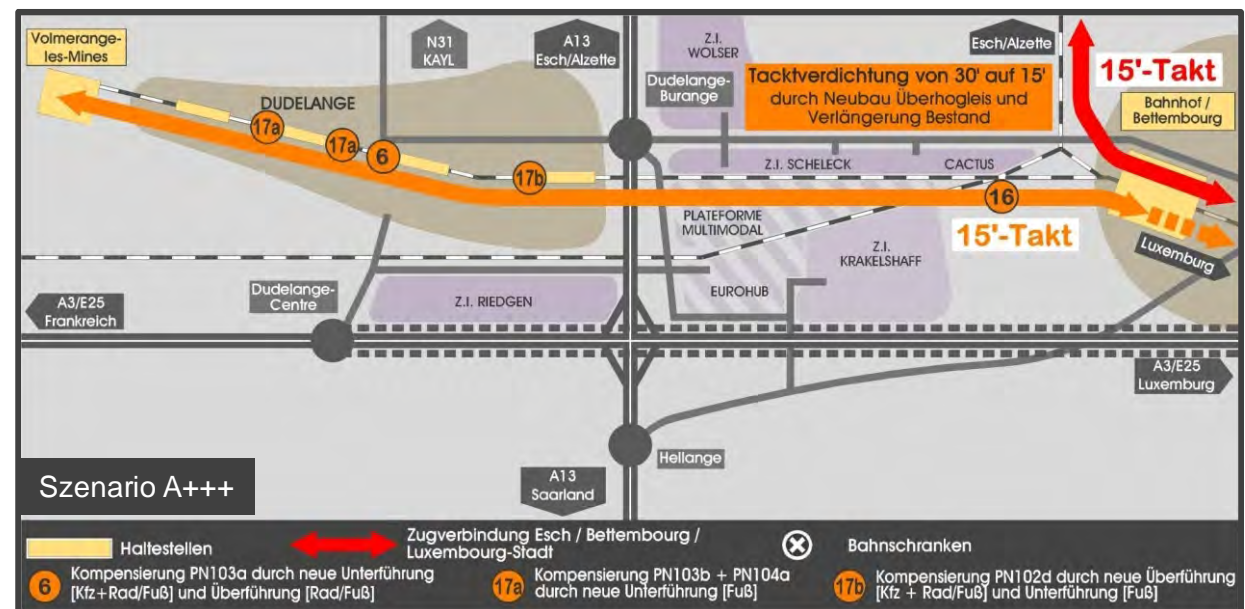 Volmerange-
les-Mines
N31
KAYL
A13
Esch/Alzette
Z.I.
WOLSER
Esch/Alzette
15'-Takt
Dudelange-
Burange
Tacktverdichtung von 30' auf 15'
durch Neubau Überhogleis und
Verlängerung Bestand
Bahnhof /
Bettembourg
DUDELANGE
17a
17a
6
17b
Z.I. SCHELECK
CACTUS
16
PLATEFORME
MULTIMODAL
15'-Takt
Luxemburg
Z.I.
KRAKELSHAFF
EUROHUB
Dudelange-
Centre
Z.I. RIEDGEN
A3/E25
Frankreich
A3/E25
Luxemburg
Hellange
A13
Saarland
Szenario A+++
Haltestellen
Zugverbindung Esch / Bettembourg /
Luxembourg-Stadt
Bahnschranken
6
Kompensierung PN103a durch neue Unterführung
[Kfz+Rad/Fuß] und Überführung [Rad/Fuß]
17a
Kompensierung PN103b + PN104a
durch neue Unterführung [Fuß]
17b
Kompensierung PN102d durch neue Überführung
[Kfz + Rad/Fuß] und Unterführung [Fuß]